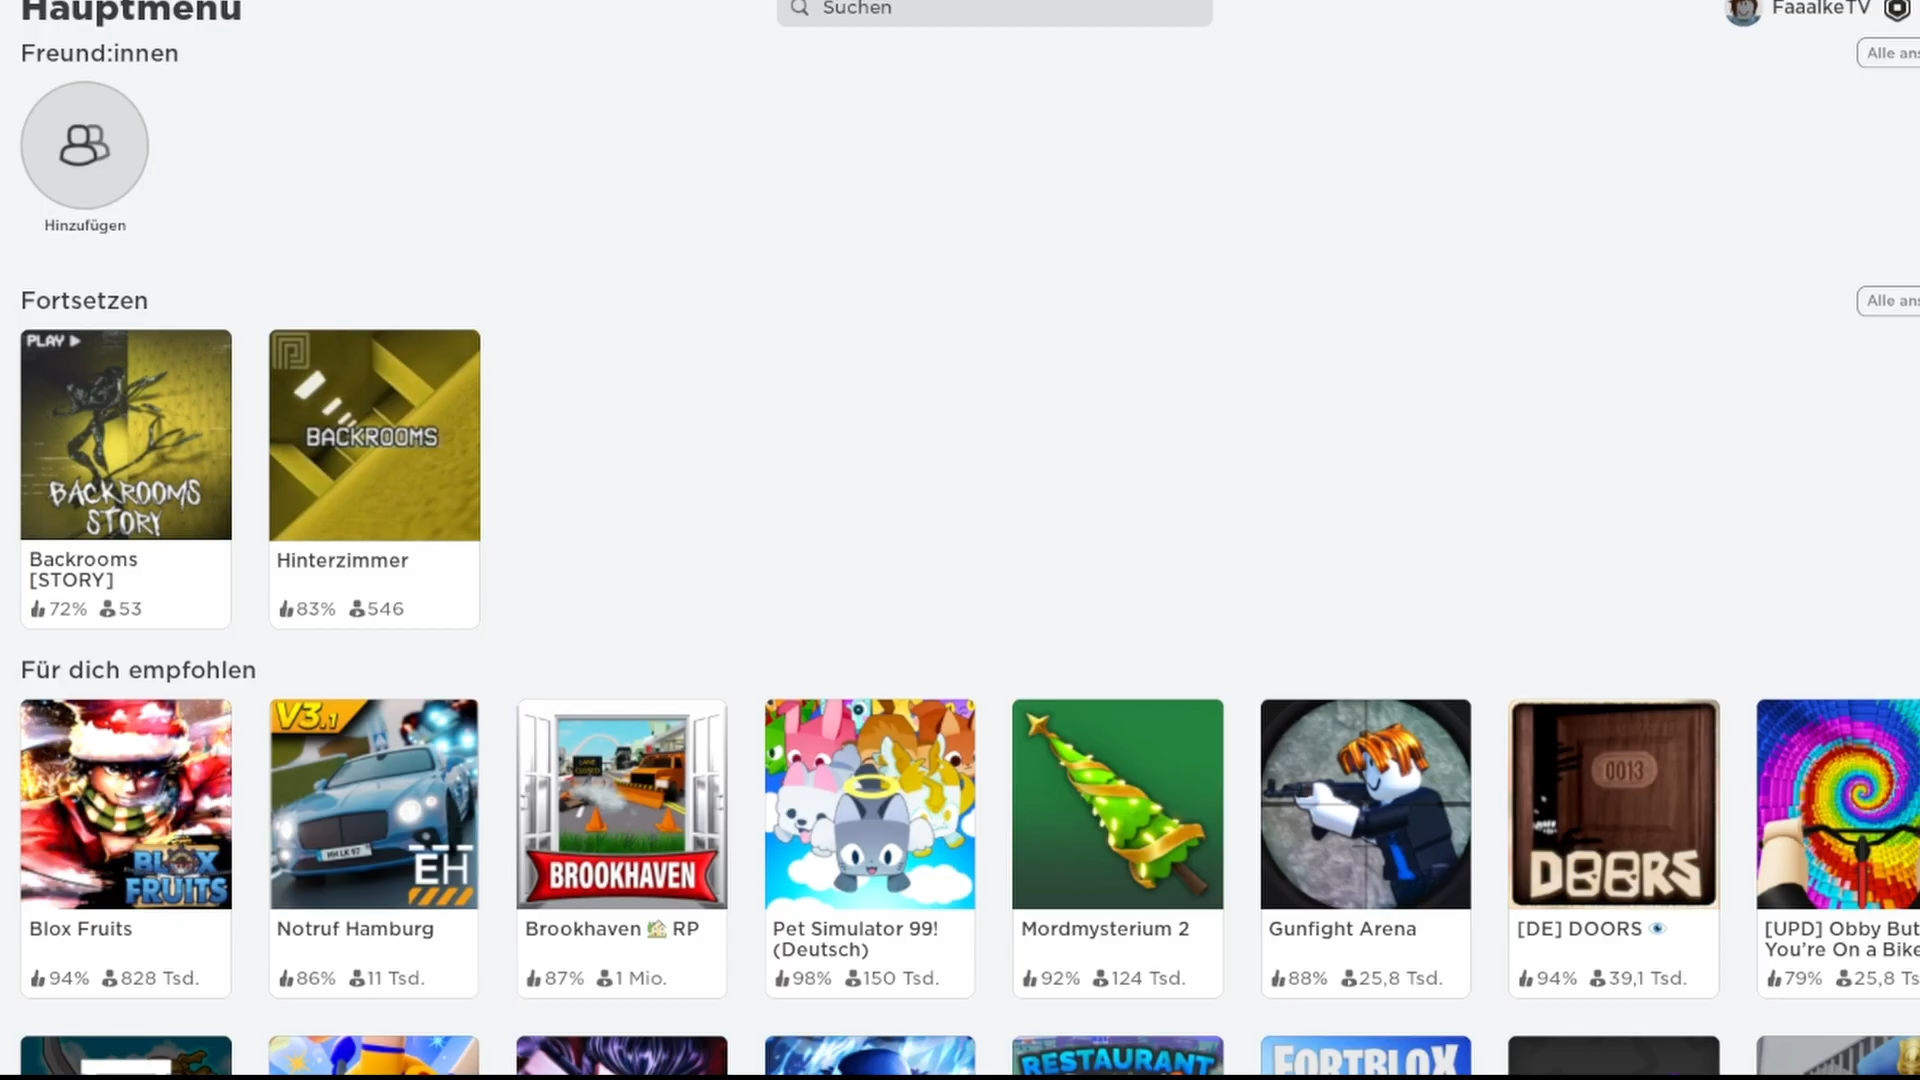 Hauptmenü
Suchen
FaaalkeTV
Freund:innen
Alle ans
Hinzufügen
Fortsetzen
Alle ans
PLAY
BACKROOMS
STORY
BACKROOMS
Backrooms
[STORY]
72% 53
Hinterzimmer
83% 546
Für dich empfohlen
BLOX
FRUITS
V3.1
EH
LANE
CLOSED
BROOKHAVEN
0013
DOORS
Blox Fruits
94% 828 Tsd.
Notruf Hamburg
86% 11 Tsd.
Brookhaven 🏡 RP
87% 1 Mio.
Pet Simulator 99!
(Deutsch)
98% 150 Tsd.
Mordmysterium 2
92% 124 Tsd.
Gunfight Arena
88% 25,8 Tsd.
[DE] DOORS 👁
94% 39,1 Tsd.
[UPD] Obby But
You're On a Bike
79% 25,8 Ts
RESTAURANT
FORTBLOX